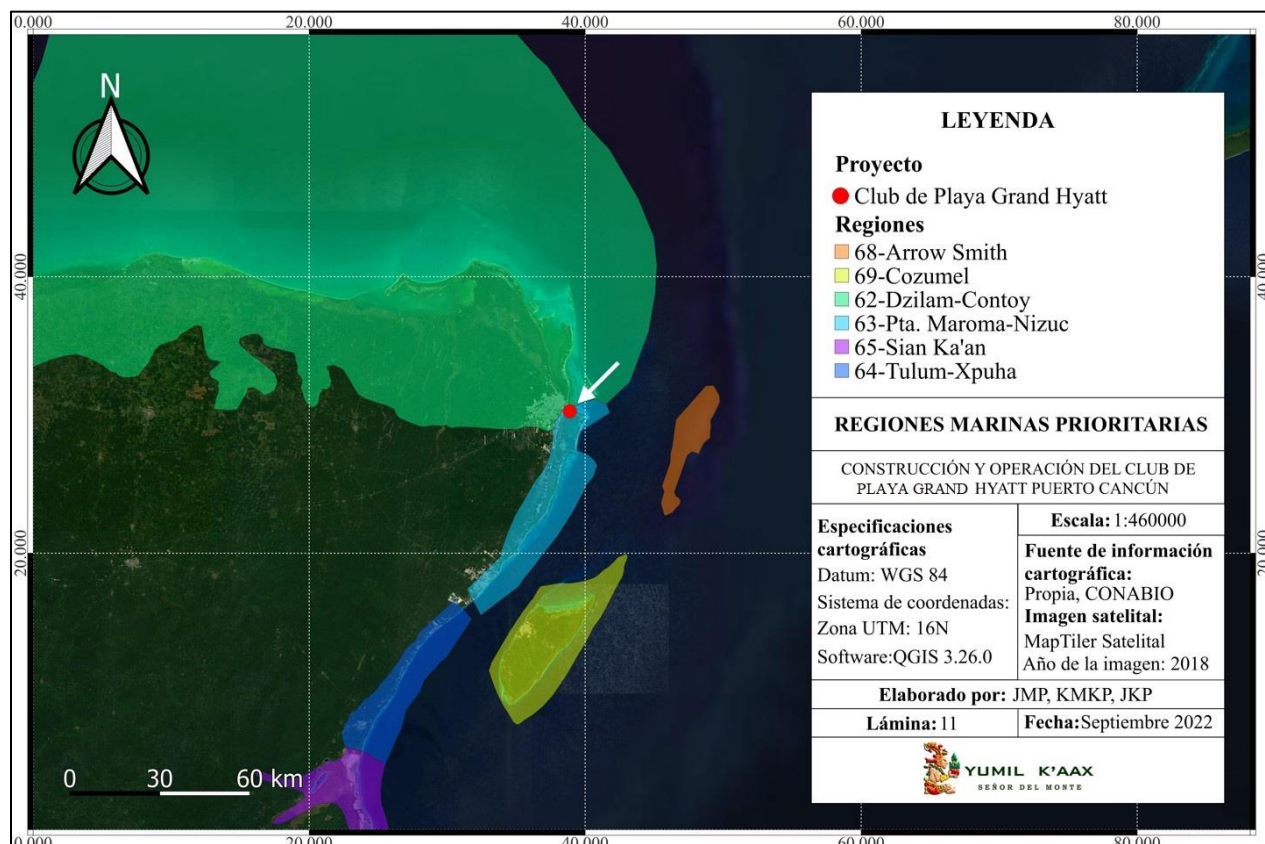 0.000 20.000 40.000 60.000 80.000
N
40.000 40.000
20.000 20.000
0 30 60 km
0.000 20.000 40.000 60.000 80.000
LEYENDA
Proyecto
Club de Playa Grand Hyatt
Regiones
68-Arrow Smith
69-Cozumel
62-Dzilam-Contoy
63-Pta. Maroma-Nizuc
65-Sian Ka'an
64-Tulum-Xpuha
REGIONES MARINAS PRIORITARIAS
CONSTRUCCIÓN Y OPERACIÓN DEL CLUB DE
PLAYA GRAND HYATT PUERTO CANCÚN
Especificaciones
cartográficas
Datum: WGS 84
Sistema de coordenadas:
Zona UTM: 16N
Software:QGIS 3.26.0
Escala: 1:460000
Fuente de información
cartográfica:
Propia, CONABIO
Imagen satelital:
MapTiler Satelital
Año de la imagen: 2018
Elaborado por: JMP, KMKP, JKP
Lámina: 11
Fecha:Septiembre 2022
YUMIL K'AAX
SEÑOR DEL MONTE